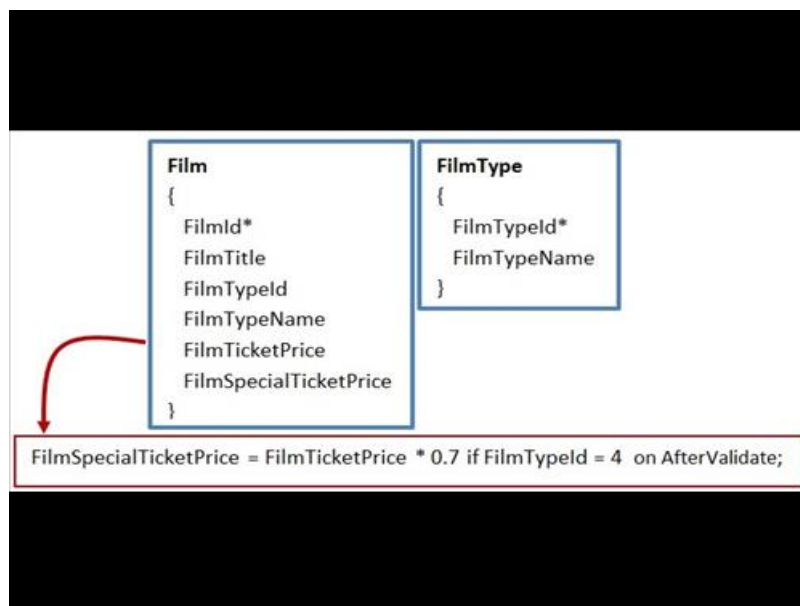 Film
{
FilmId*
FilmTitle
FilmTypeId
FilmTypeName
FilmTicketPrice
FilmSpecialTicketPrice
}
FilmType
{
FilmTypeId*
FilmTypeName
}
FilmSpecialTicketPrice = FilmTicketPrice * 0.7 if FilmTypeId = 4 on AfterValidate;